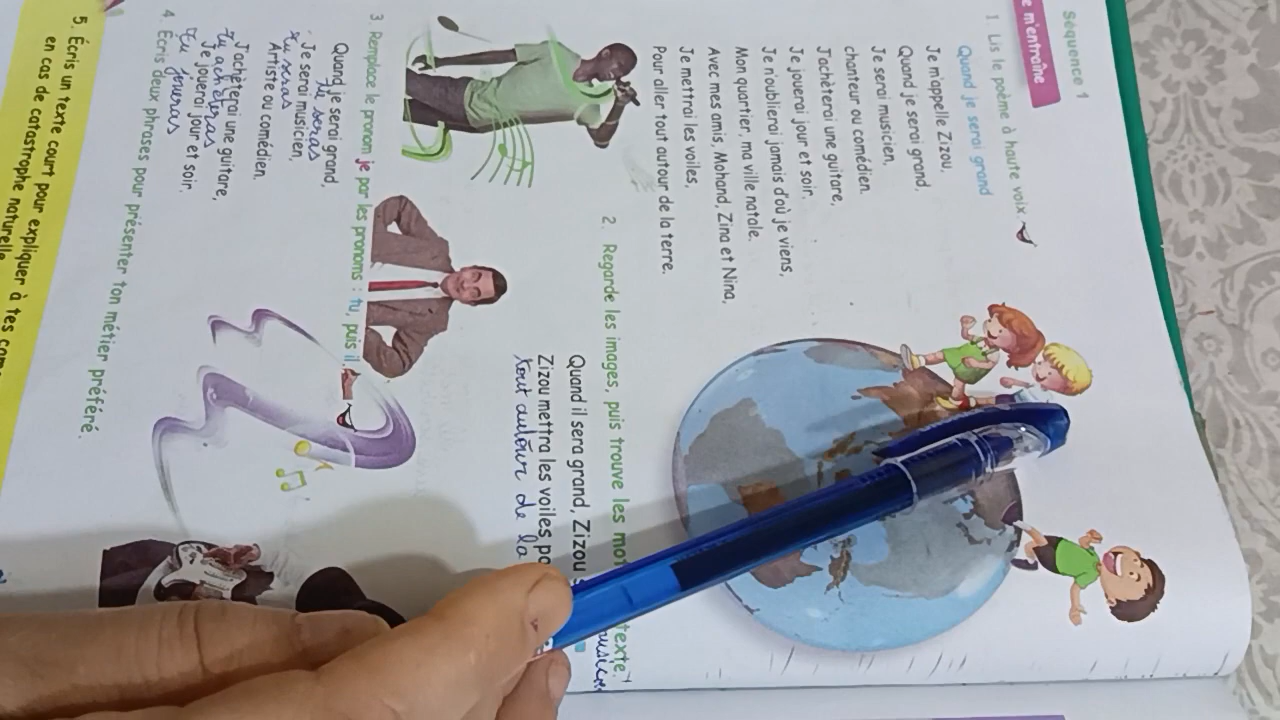 Séquence 1
e m'entraîne
1. Lis le poème à haute voix.
Quand je serai grand
Je m'appelle Zizou,
Quand je serai grand,
Je serai musicien,
chanteur ou comédien.
J'achèterai une guitare,
Je jouerai jour et soir.
Je n'oublierai jamais d'où je viens,
Mon quartier, ma ville natale.
Avec mes amis, Mohand, Zina et Nina,
Je mettrai les voiles,
Pour aller tout autour de la terre.
2. Regarde les images, puis trouve les texte.
Quand il sera grand, Zizou
Zizou mettra les voiles
tout autour de la
3. Remplace le pronom je par les pronoms : tu, puis il.
Quand je serai grand,
tu seras
Je serai musicien,
tu seras
Artiste ou comédien.
J'achèterai une guitare,
tu achèteras
Je jouerai jour et soir.
tu joueras
4. Écris deux phrases pour présenter ton métier préféré.
5. Écris un texte court pour expliquer à tes
en cas de catastrophe naturelle